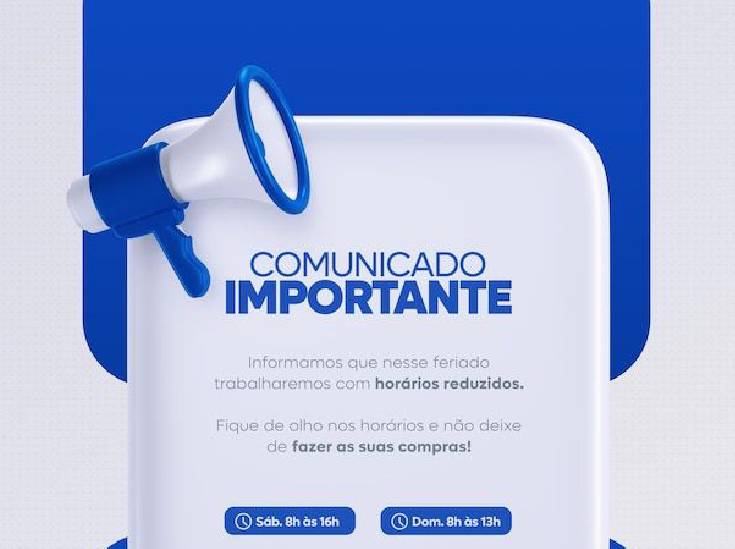 COMUNICADO
IMPORTANTE
Informamos que nesse feriado
trabalharemos com horários reduzidos.
Fique de olho nos horários e não deixe
de fazer as suas compras!
Sáb. 8h às 16h
Dom. 8h às 13h